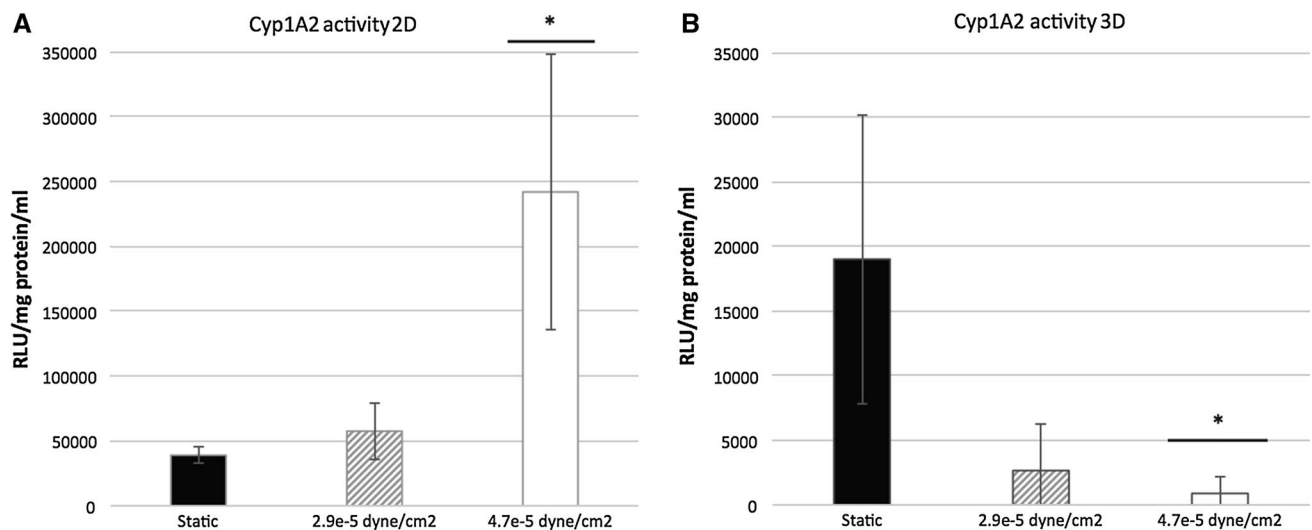 A
Cyp1A2 activity 2D
*
350000
300000
250000
200000
150000
100000
50000
0
RLU/mg protein/ml
Static
2.9e-5 dyne/cm2
4.7e-5 dyne/cm2
B
Cyp1A2 activity 3D
35000
30000
25000
20000
15000
10000
5000
0
*
RLU/mg protein/ml
Static
2.9e-5 dyne/cm2
4.7e-5 dyne/cm2